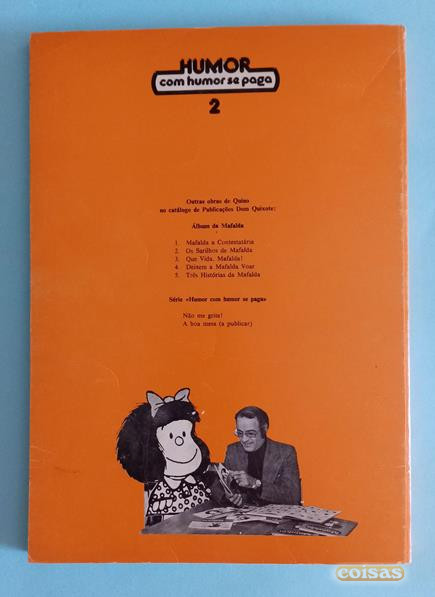 HUMOR
com humor se paga
2
Outras obras de Quino
no catálogo de Publicações Dom Quixote:
Álbum da Mafalda
1. Mafalda a Contestatária
2. Os Sarilhos de Mafalda
3. Que Vida, Mafalda!
4. Deixem a Mafalda Voar
5. Três Histórias da Mafalda
Série «Humor com humor se paga»
Não me grite!
A boa mesa (a publicar)
coisas